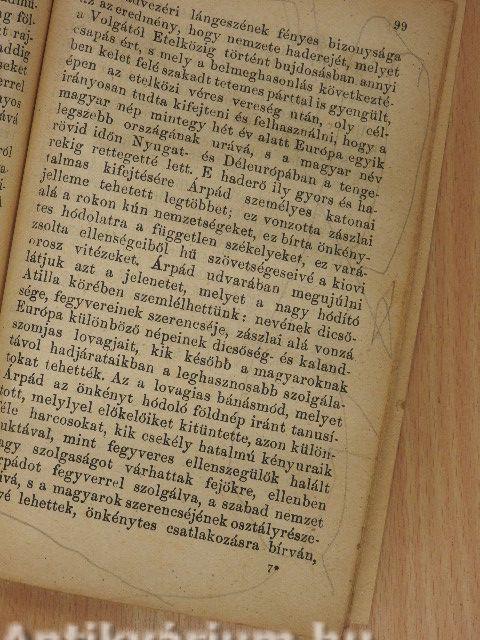 99
vezéri lángeszének fényes bizonysága
az az eredmény, hogy nemzete haderejét, melyet
a Volgától Etelközig történt bujdosásban annyi
csapás ért, s mely a belmeghasonlás következté-
ben kelet felé szakadt tetemes párttal is gyengült,
épen az etelközi véres vereség után, oly cél-
irányosan tudta kifejteni és felhasználni, hogy a
magyar nép mintegy hét év alatt Európa egyik
legszebb országának urává, s a magyar név
rövid időn Nyugat- és Déleurópában a tenge-
rekig rettegetté lett. E haderő ily gyors és ha-
talmas kifejtésére Árpád személyes katonai
jelleme tehetett legtöbbet; ez vonzotta zászlai
alá a rokon kún nemzetségeket, ez bírta önkény-
tes hódolatra a független székelyeket, ez vará-
zsolta ellenségeiből hű szövetségeseivé a kiovi
orosz vitézeket. Árpád udvarában megujúlni
látjuk azt a jelenetet, melyet a nagy hódító
Atilla körében szemlélhettünk: nevének dicső-
sége, fegyvereinek szerencséje, zászlai alá vonzá
Európa különböző népeinek dicsőség- és kaland-
szomjas lovagjait, kik később a magyaroknak
távol hadjárataikban a leghasznosabb szolgála-
tokat tehették. Az a lovagias bánásmód, melyet
Árpád az önkényt hódoló földnép iránt tanusí-
tott, melylyel előkelőiket kitüntette, azon külön-
féle harcosokat, kik csekély hatalmú kényuraik
uktával, mint fegyveres ellenszegülők halált
agy szolgaságot várhattak fejökre, ellenben
rpádot fegyverrel szolgálva, a szabad nemzet
ivá, s a magyarok szerencséjének osztályrésze-
vé lehettek, önkénytes csatlakozásra bírván,
7*
Antikvárium.hu